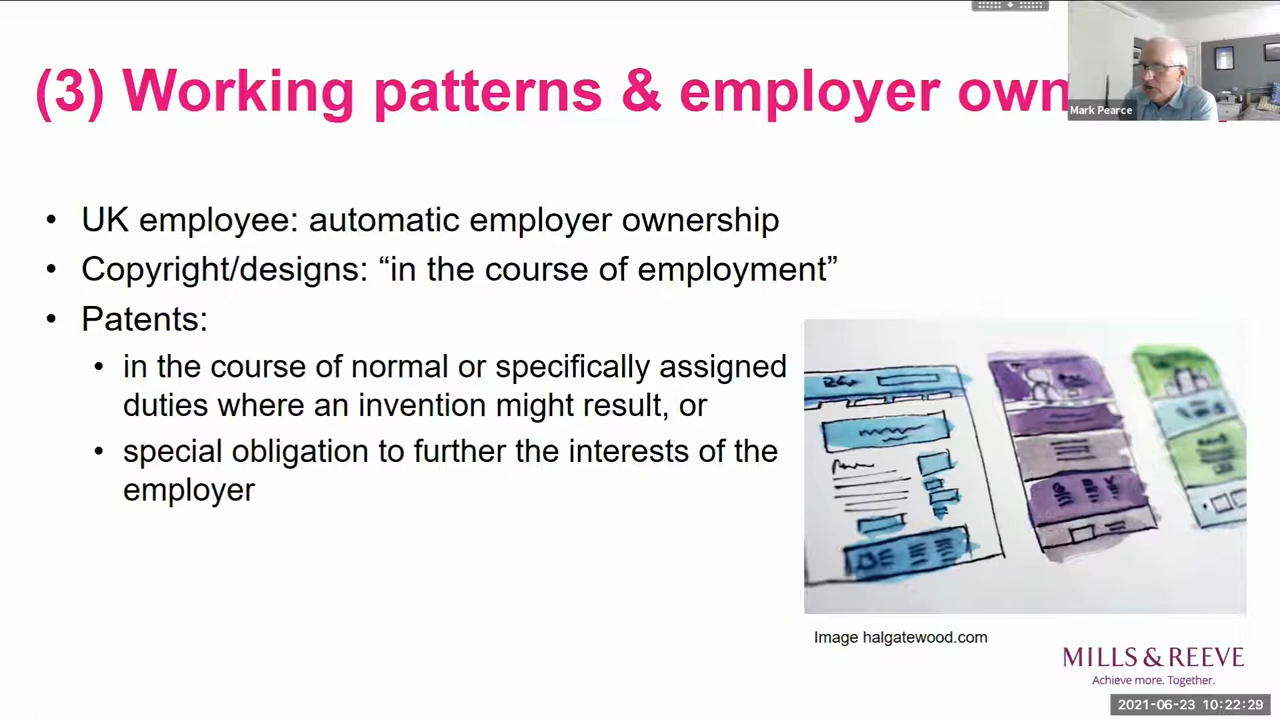 (3) Working patterns & employer own
Mark Pearce
• UK employee: automatic employer ownership
• Copyright/designs: “in the course of employment”
• Patents:
• in the course of normal or specifically assigned
duties where an invention might result, or
• special obligation to further the interests of the
employer
Image halgatewood.com
MILLS & REEVE
Achieve more. Together.
2021-06-23 10:22:29